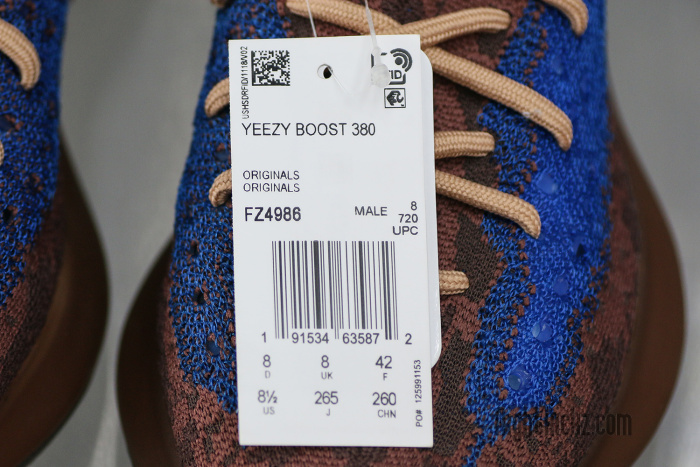 USHSDRFID/1118/V02
YEEZY BOOST 380
ORIGINALS
ORIGINALS
FZ4986
MALE 8
720
UPC
1 91534 63587 2
8 8 42
D UK F
8½ 265 260
US J CHN
PO# 125991153